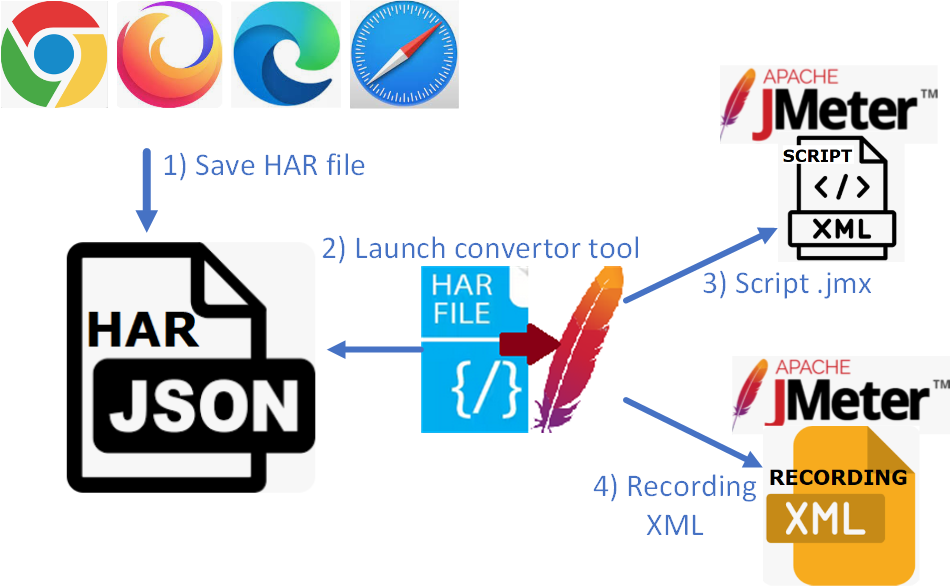 APACHE
JMeter™
SCRIPT
</>
XML
1) Save HAR file
2) Launch convertor tool
HAR
FILE
{/}
3) Script .jmx
HAR
JSON
APACHE
JMeter™
4) Recording
XML
RECORDING
XML